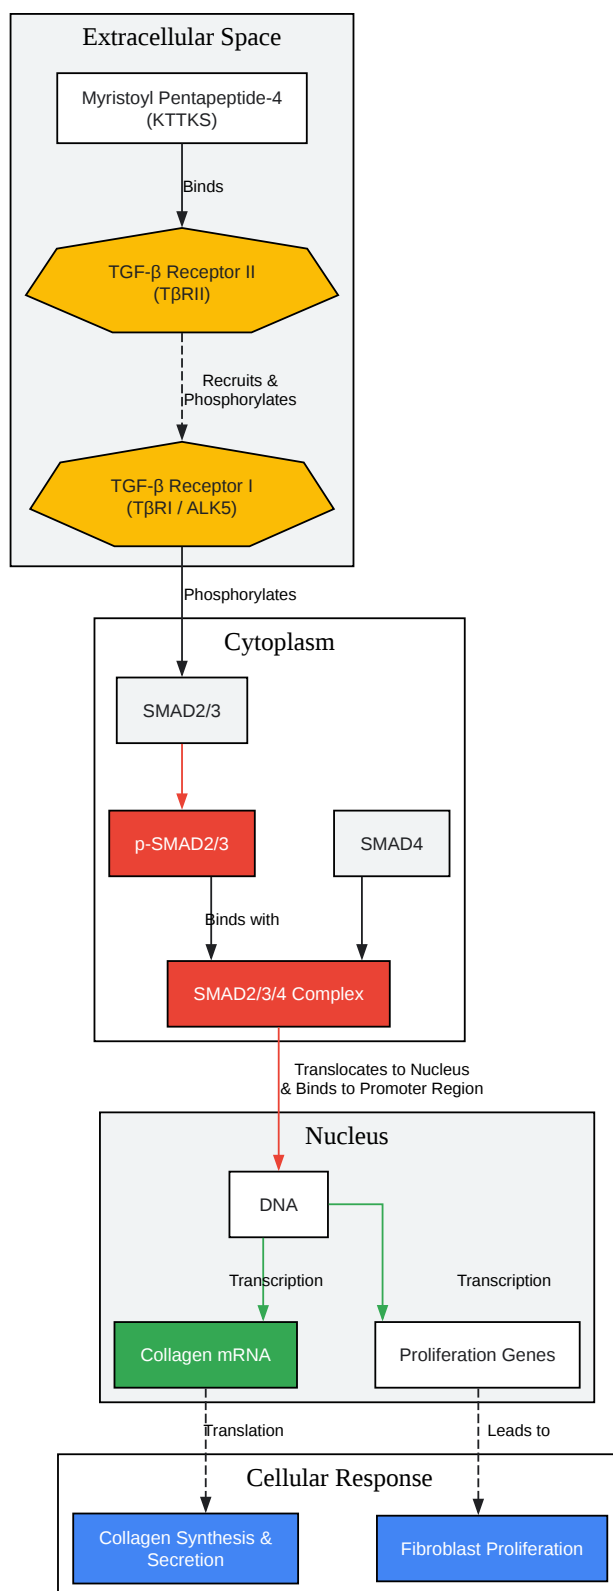 Extracellular Space
Myristoyl Pentapeptide-4
(KTTKS)
Binds
TGF-β Receptor II
(TβRII)
Recruits &
Phosphorylates
TGF-β Receptor I
(TβRI / ALK5)
Phosphorylates
Cytoplasm
SMAD2/3
p-SMAD2/3
SMAD4
Binds with
SMAD2/3/4 Complex
Translocates to Nucleus
& Binds to Promoter Region
Nucleus
DNA
Transcription
Transcription
Collagen mRNA
Proliferation Genes
Translation
Leads to
Cellular Response
Collagen Synthesis &
Secretion
Fibroblast Proliferation